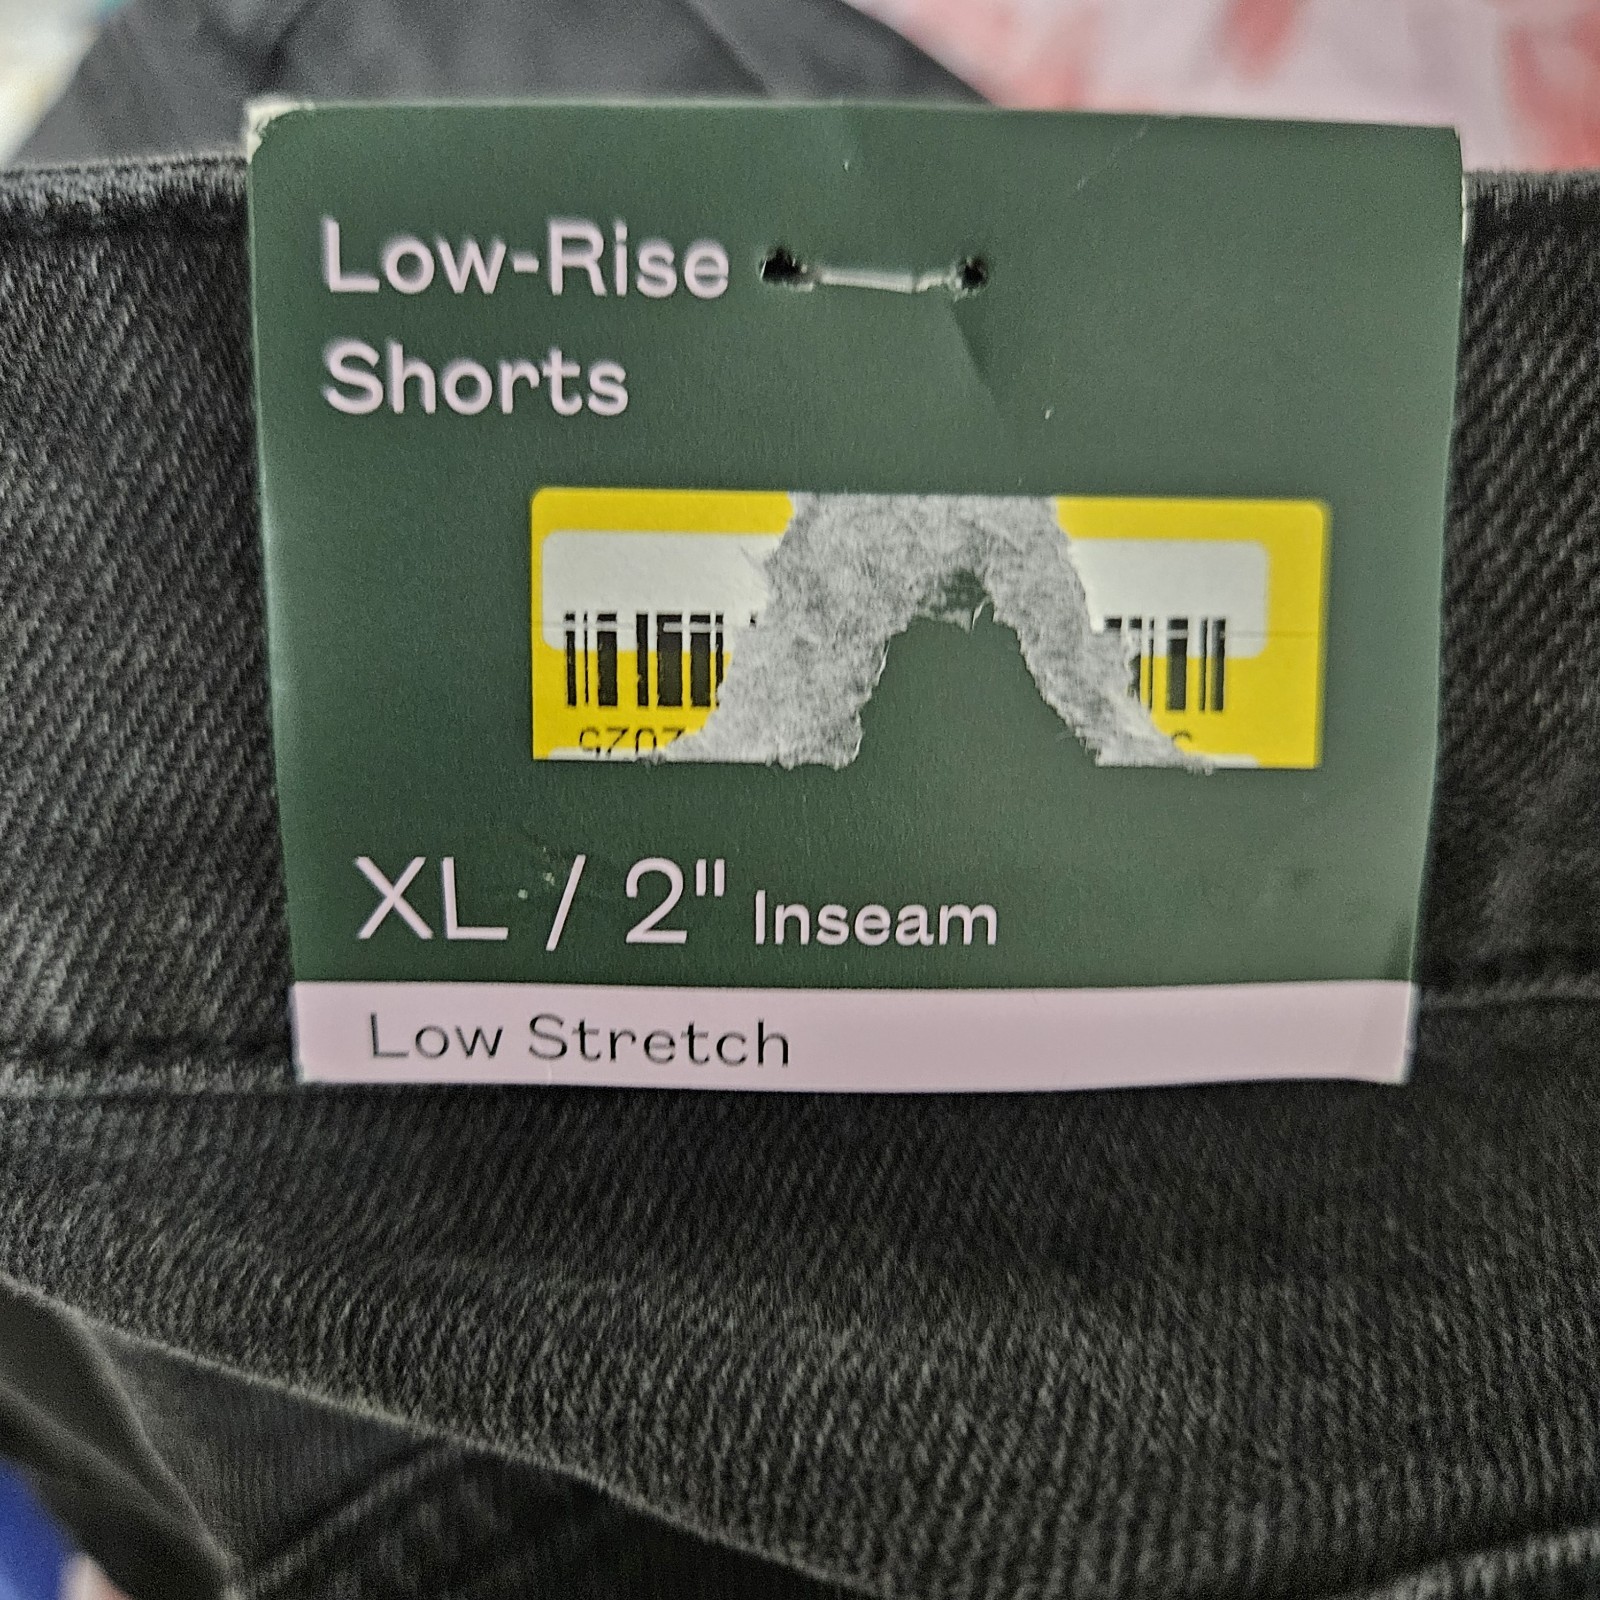 Low-Rise
Shorts
XL / 2" Inseam
Low Stretch